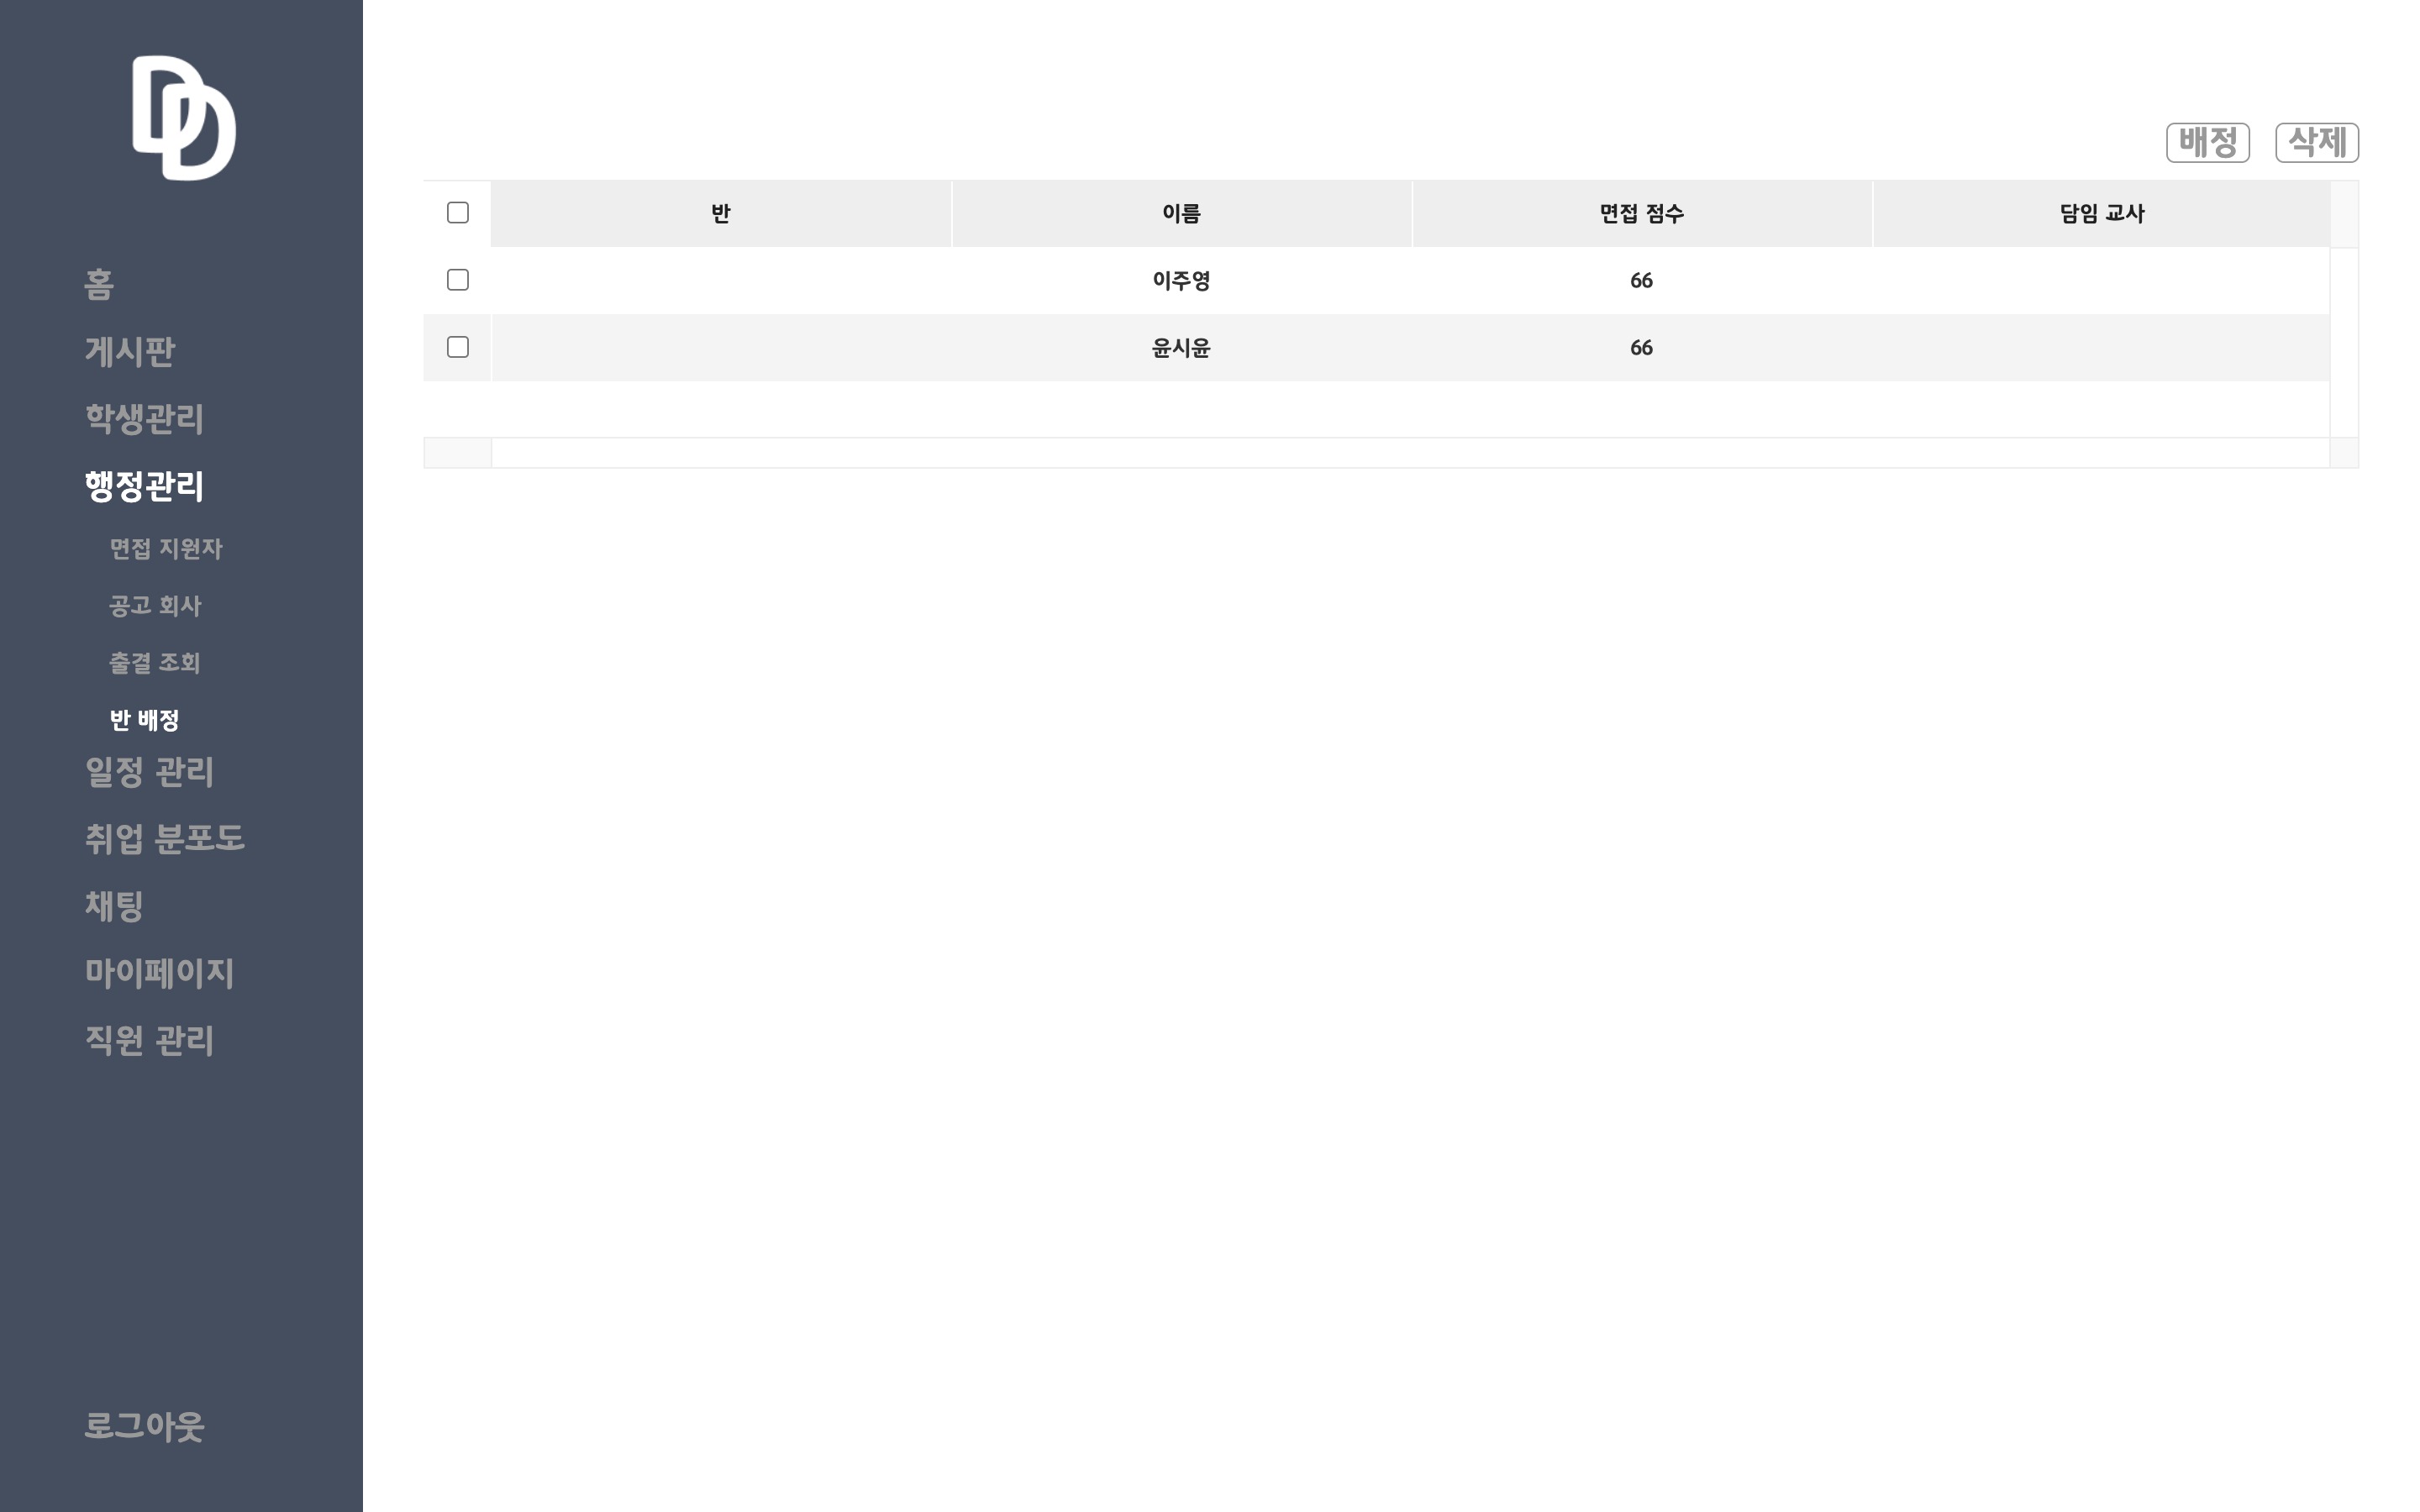 DD
홈
게시판
학생관리
행정관리
면접 지원자
공고 회사
출결 조회
반 배정
일정 관리
취업 분포도
채팅
마이페이지
직원 관리
로그아웃
배정 삭제
반 이름 면접 점수 담임 교사
이주영 66
윤시윤 66